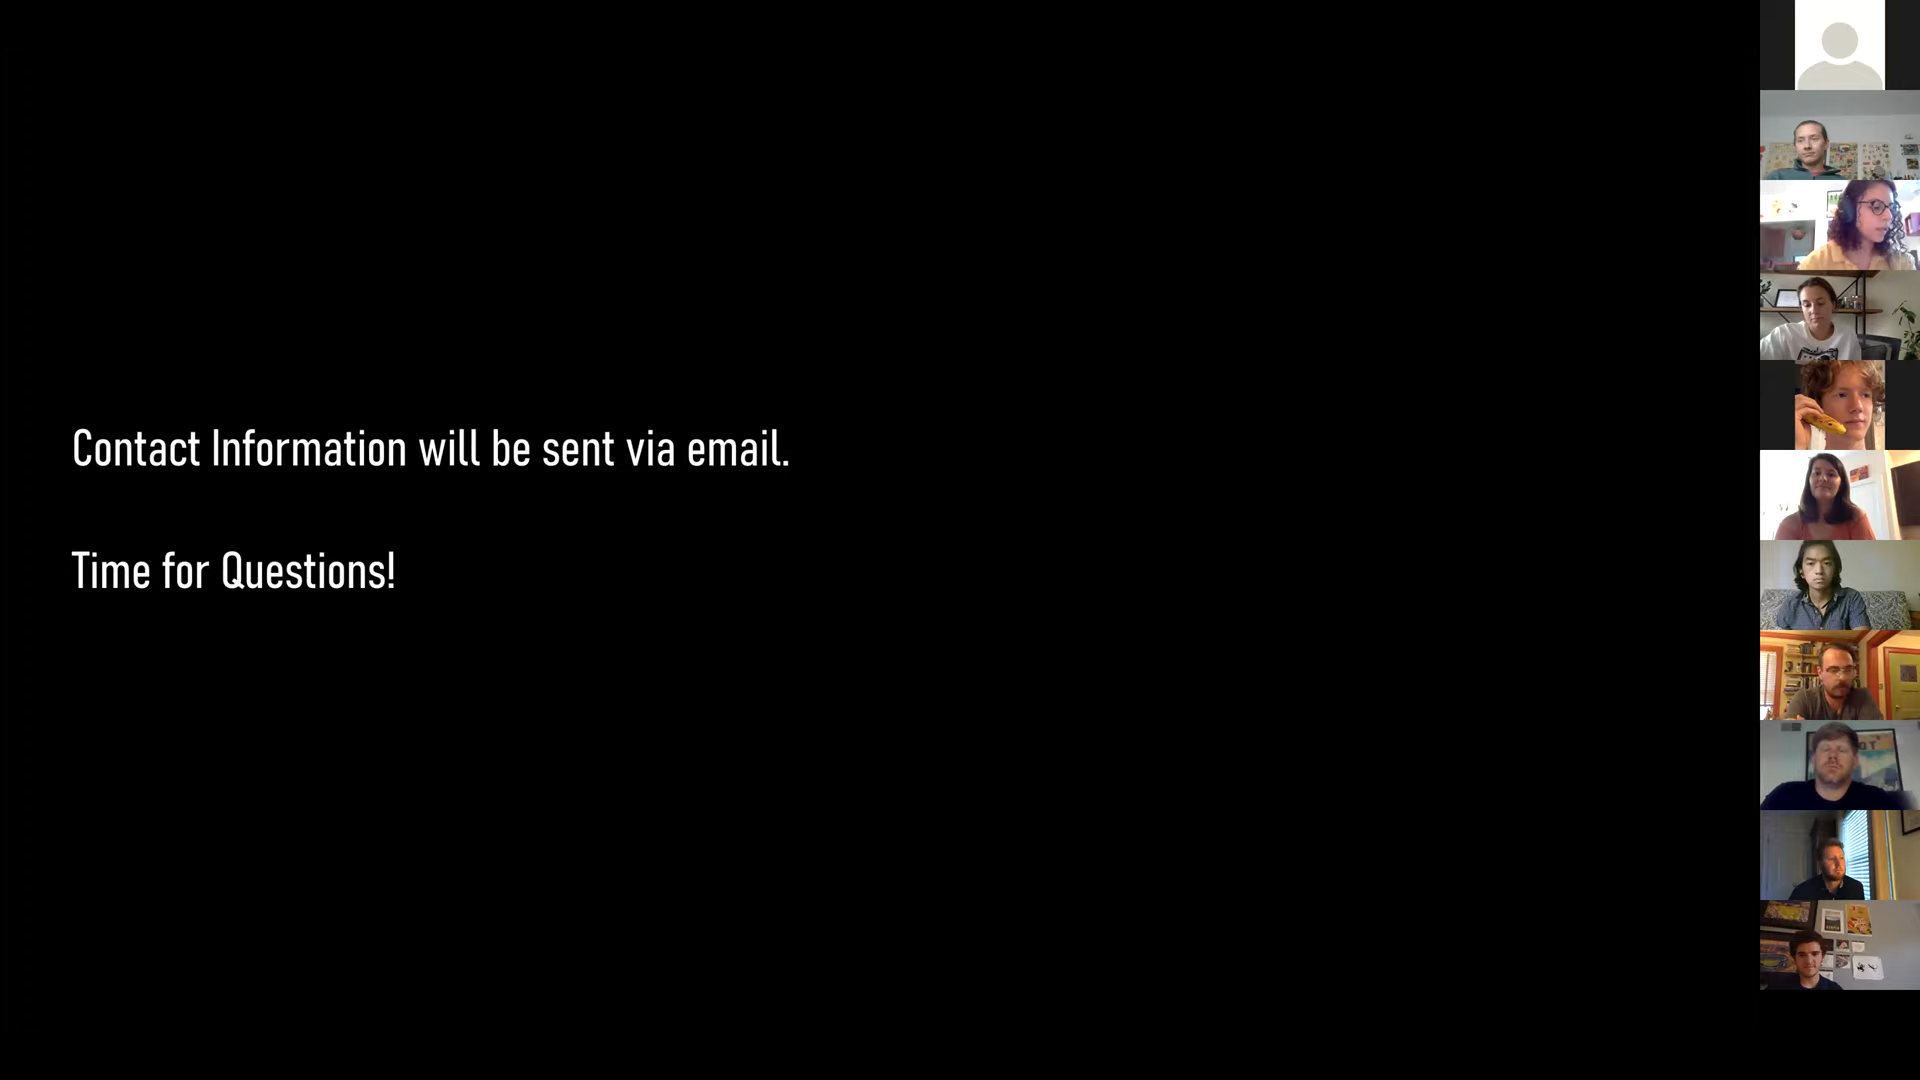 Contact Information will be sent via email.
Time for Questions!